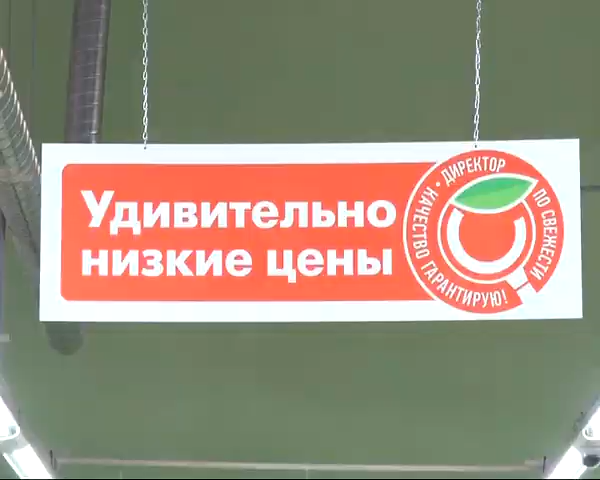 Удивительно
низкие цены
ДИРЕКТОР ПО СВЕЖЕСТИ
• КАЧЕСТВО ГАРАНТИРУЮ!